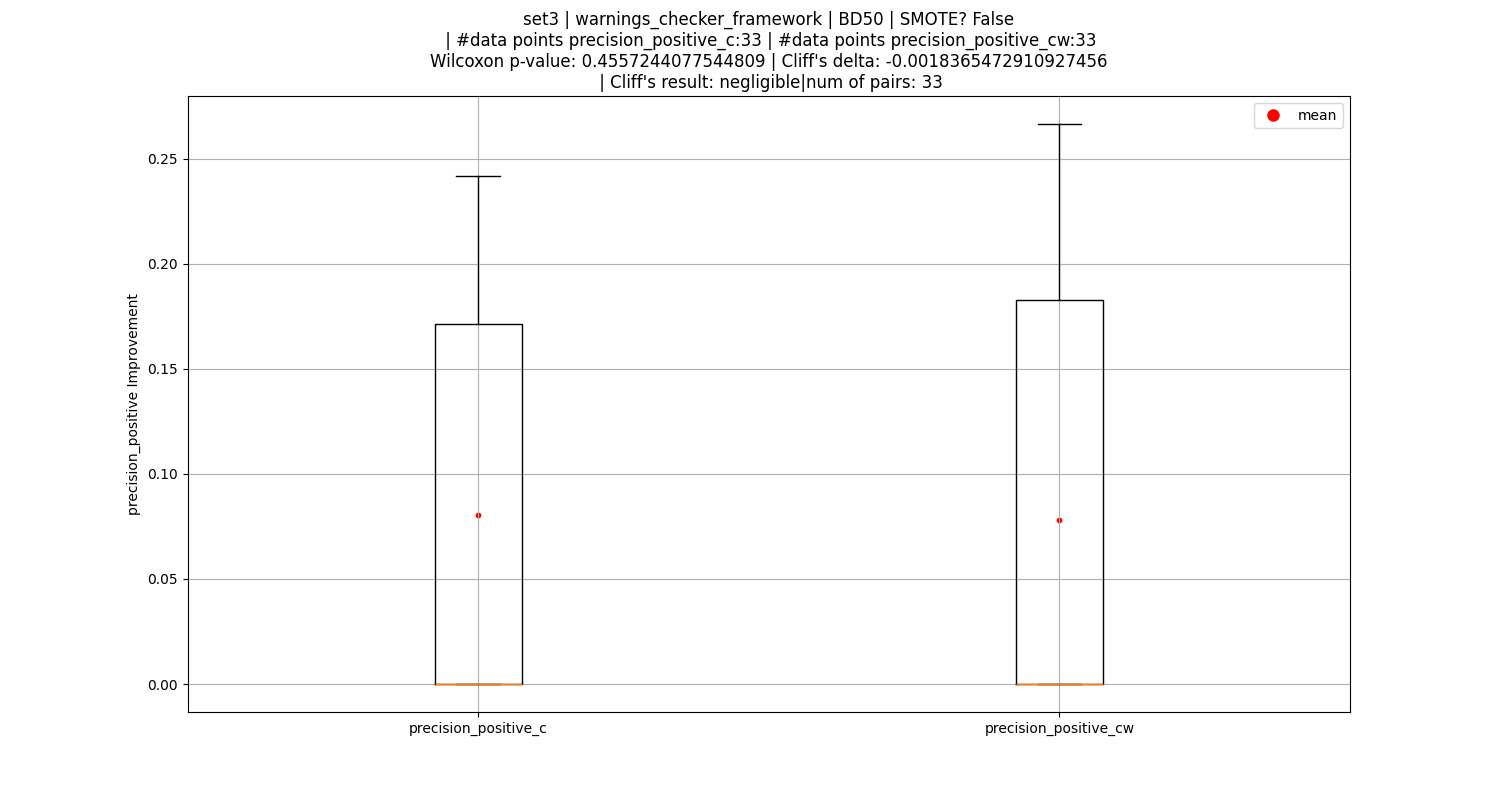 set3 | warnings_checker_framework | BD50 | SMOTE? False
| #data points precision_positive_c:33 | #data points precision_positive_cw:33
Wilcoxon p-value: 0.4557244077544809 | Cliff's delta: -0.0018365472910927456
| Cliff's result: negligible|num of pairs: 33
mean
0.25
0.20
0.15
0.10
0.05
0.00
precision_positive Improvement
precision_positive_c
precision_positive_cw